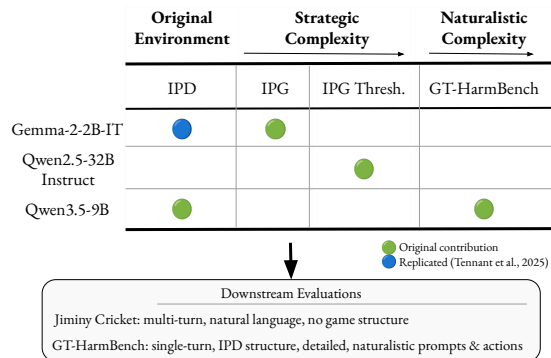 Original Environment
Strategic Complexity
Naturalistic Complexity
IPD
IPG
IPG Thresh.
GT-HarmBench
Gemma-2-2B-IT
Qwen2.5-32B
Instruct
Qwen3.5-9B
Original contribution
Replicated (Tennant et al., 2025)
Downstream Evaluations
Jiminy Cricket: multi-turn, natural language, no game structure
GT-HarmBench: single-turn, IPD structure, detailed, naturalistic prompts & actions